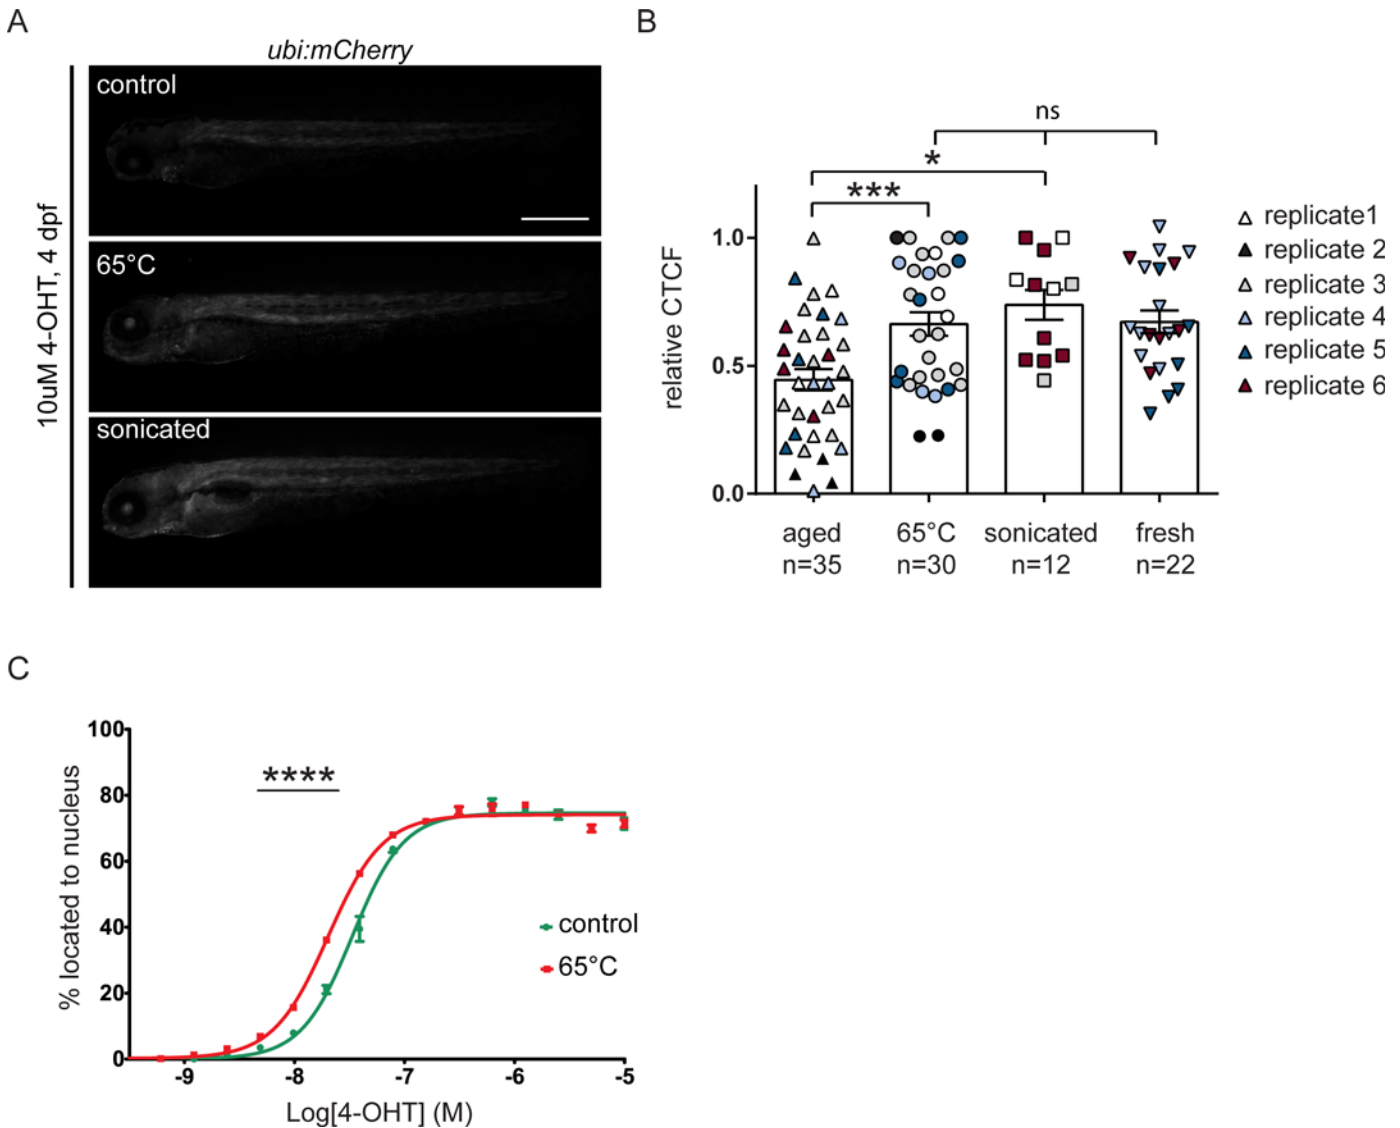 A
ubi:mCherry
10uM 4-OHT, 4 dpf
control
65°C
sonicated
B
ns
*
***
relative CTCF
1.0
0.5
0.0
aged
n=35
65°C
n=30
sonicated
n=12
fresh
n=22
replicate1
replicate 2
replicate 3
replicate 4
replicate 5
replicate 6
C
% located to nucleus
100
80
60
40
20
0
****
control
65°C
-9 -8 -7 -6 -5
Log[4-OHT] (M)